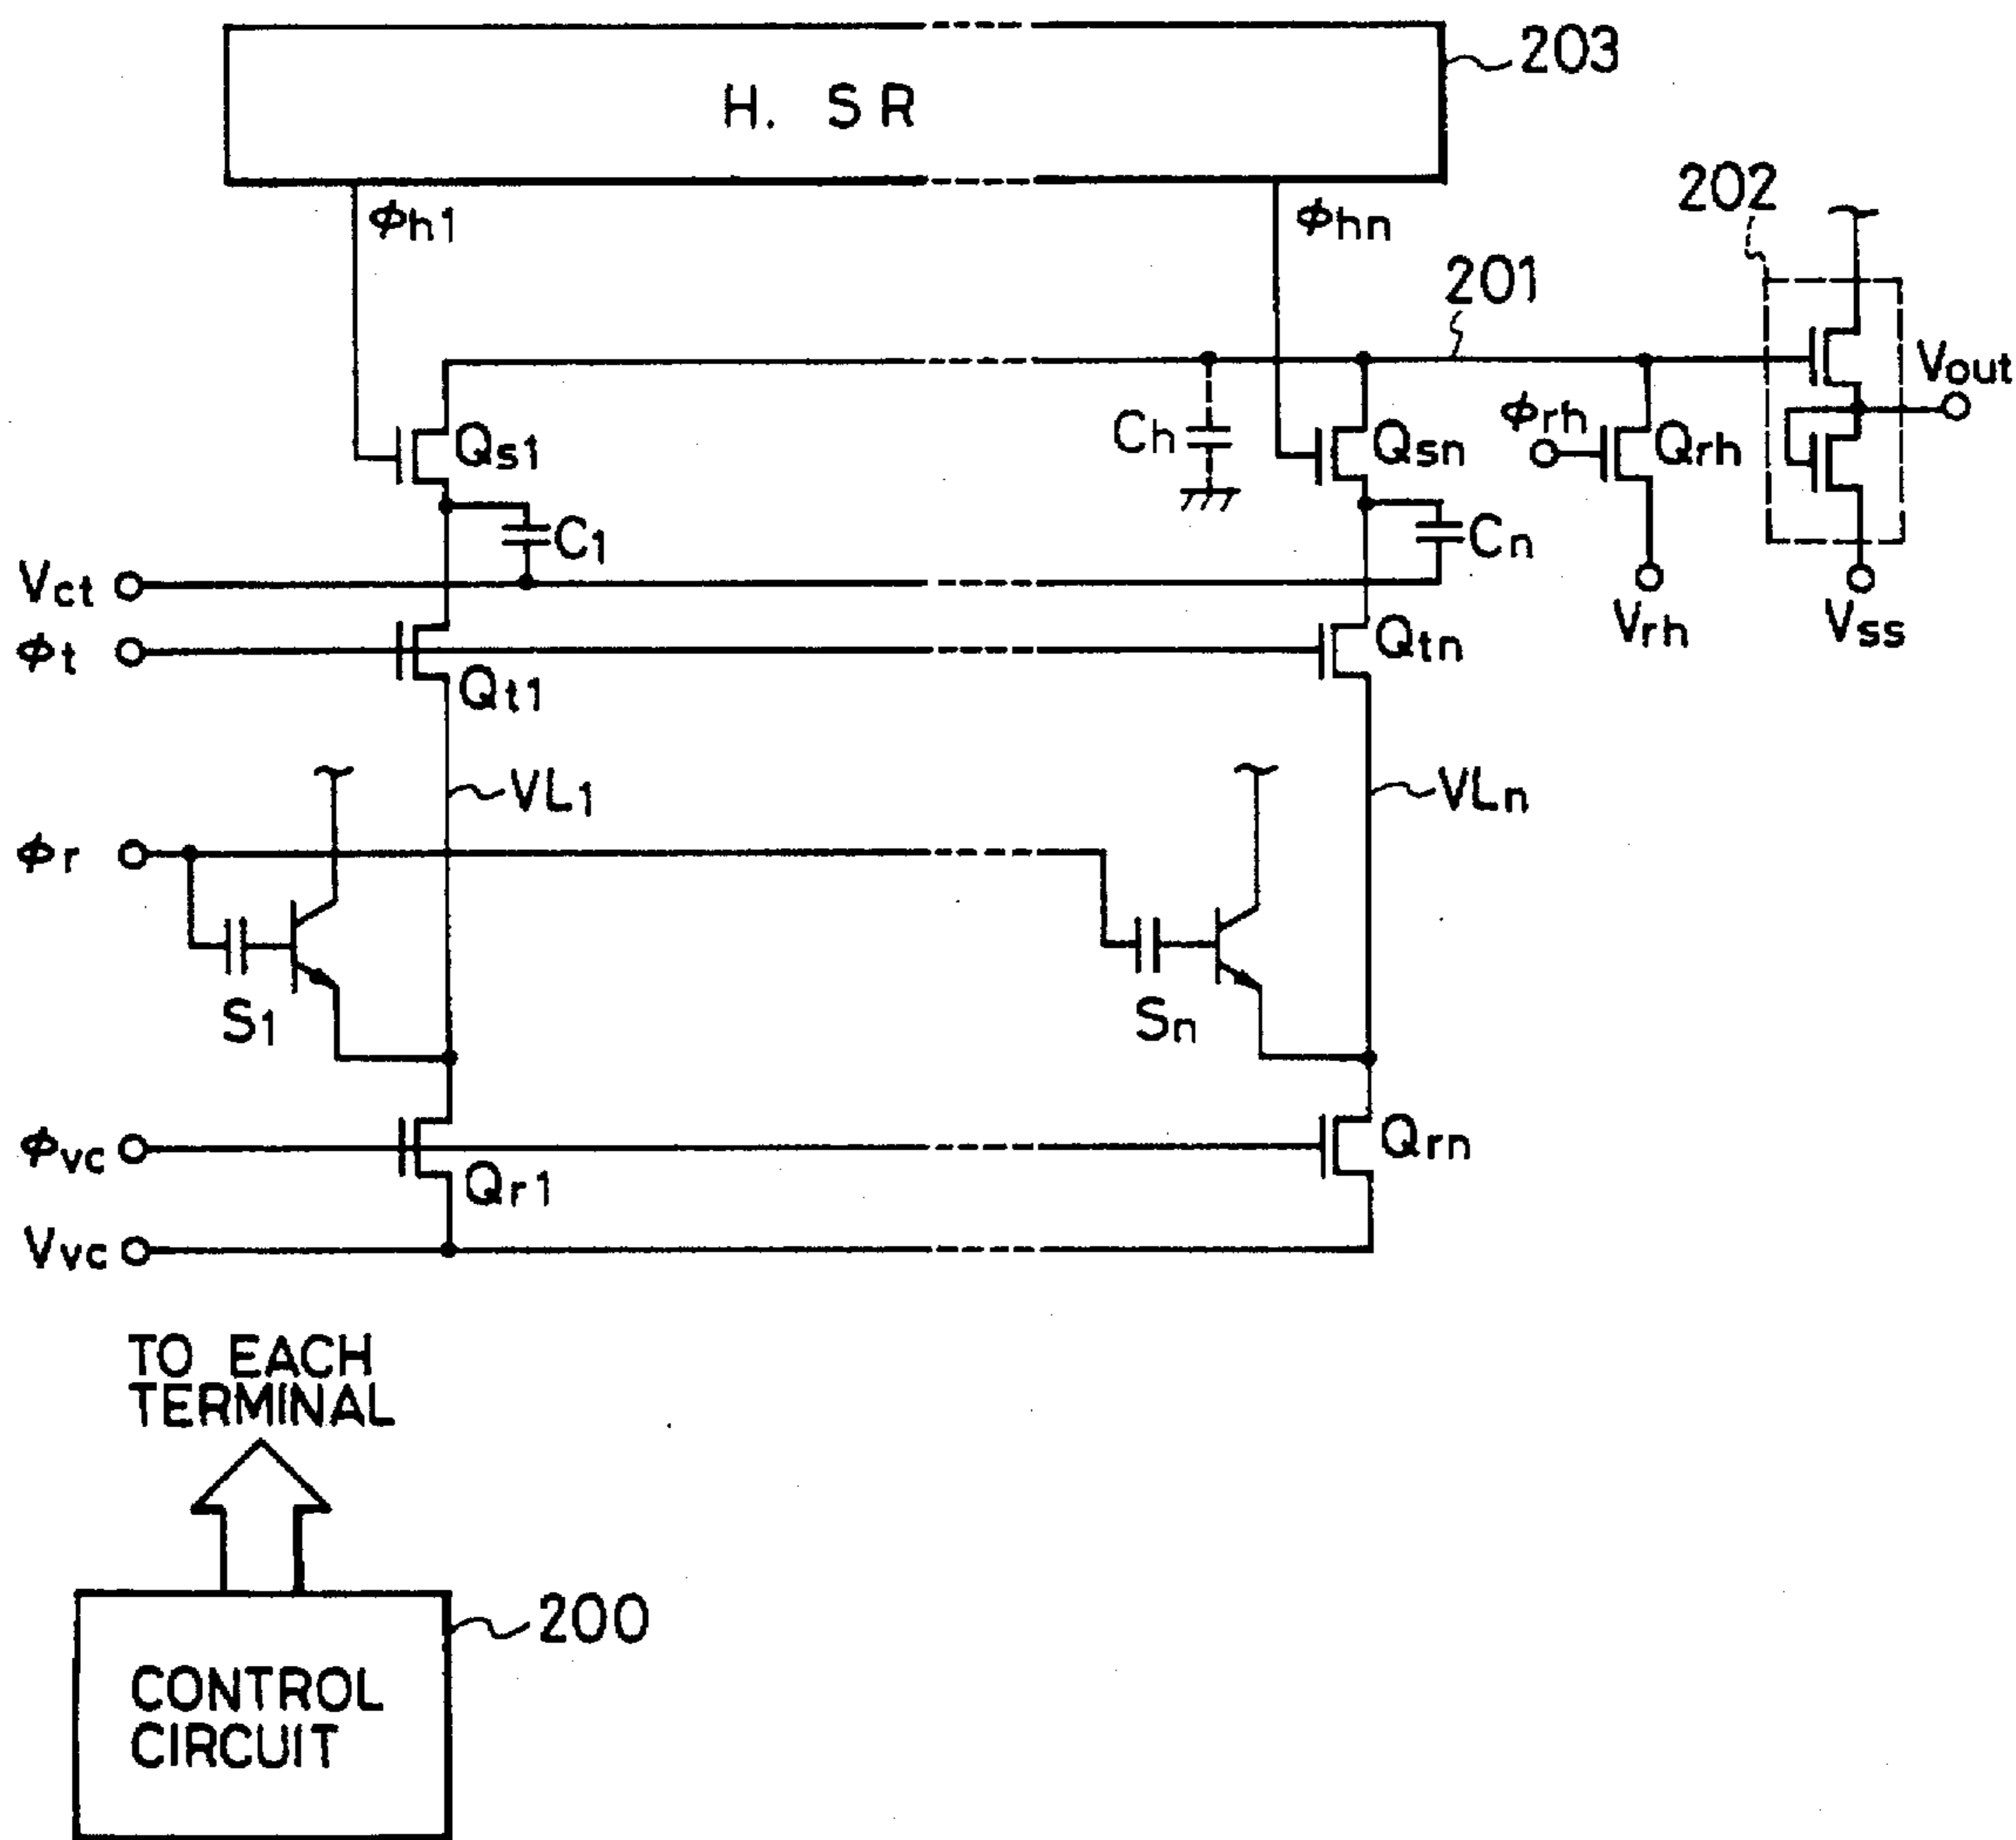 203
H. SR
202
ϕh1
ϕhn
201
Vout
ϕrh
Qs1
Ch
Qsn
Qrh
C1
Cn
Vct
Vrh
Vss
ϕt
Qt1
Qtn
VL1
VLn
ϕr
S1
Sn
ϕvc
Qr1
Qrn
Vvc
TO EACH
TERMINAL
200
CONTROL
CIRCUIT